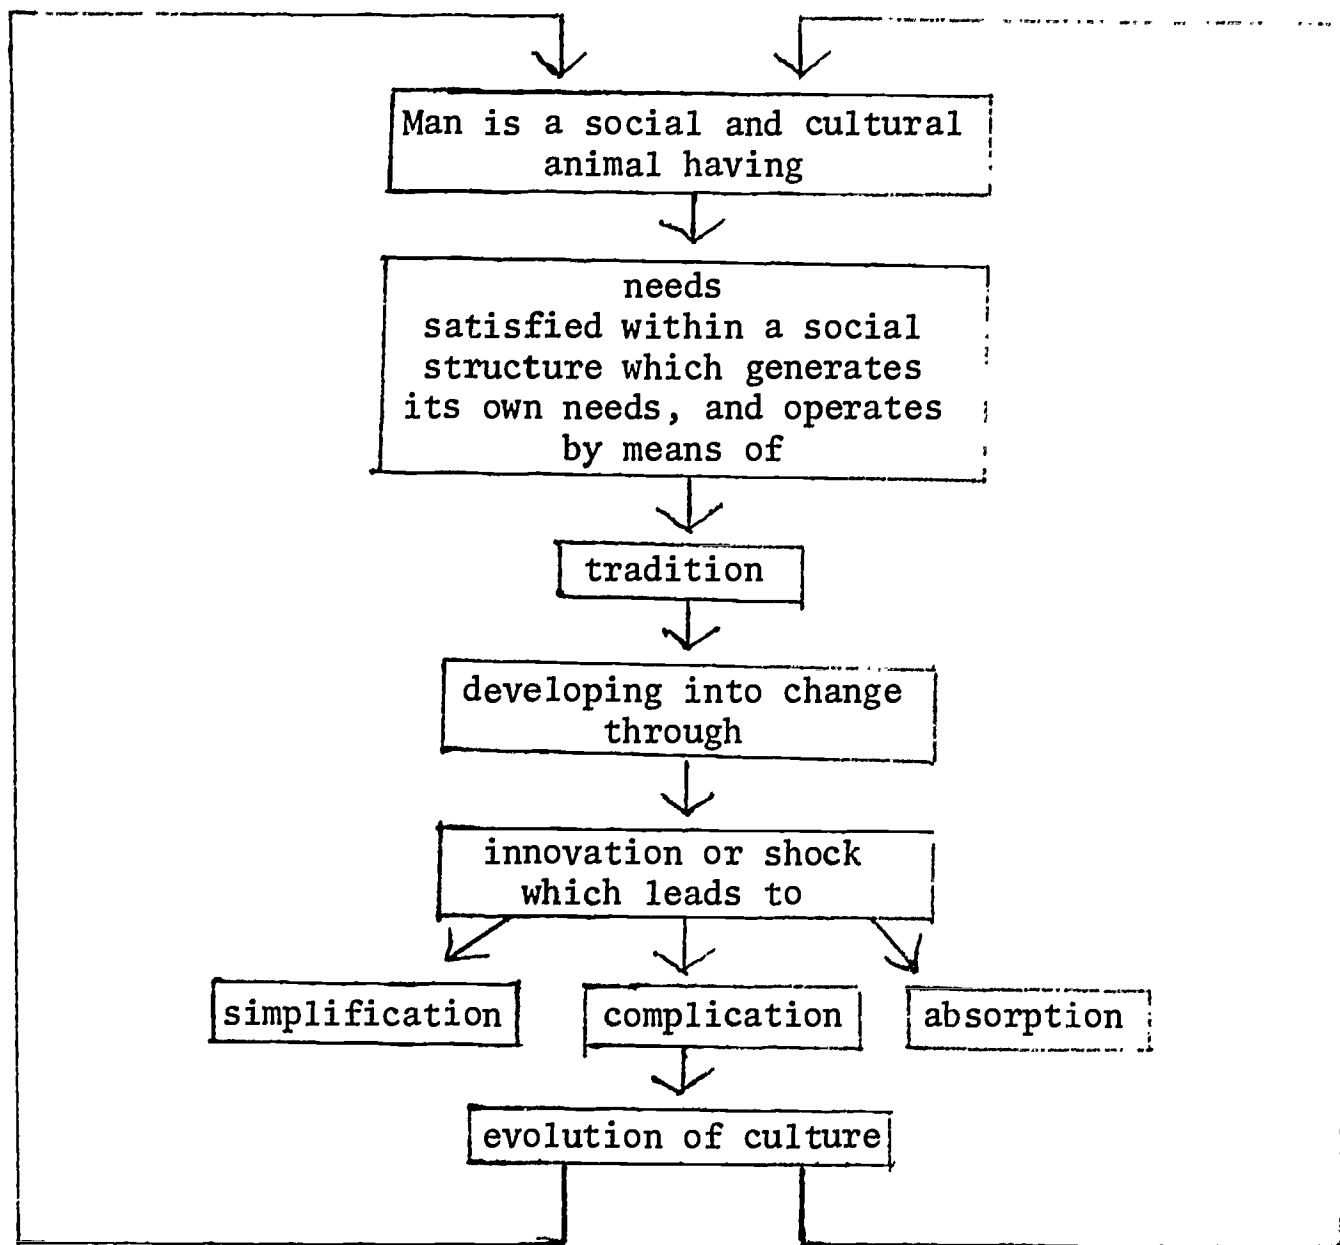 Man is a social and cultural
animal having
needs
satisfied within a social
structure which generates
its own needs, and operates
by means of
tradition
developing into change
through
innovation or shock
which leads to
simplification
complication
absorption
evolution of culture